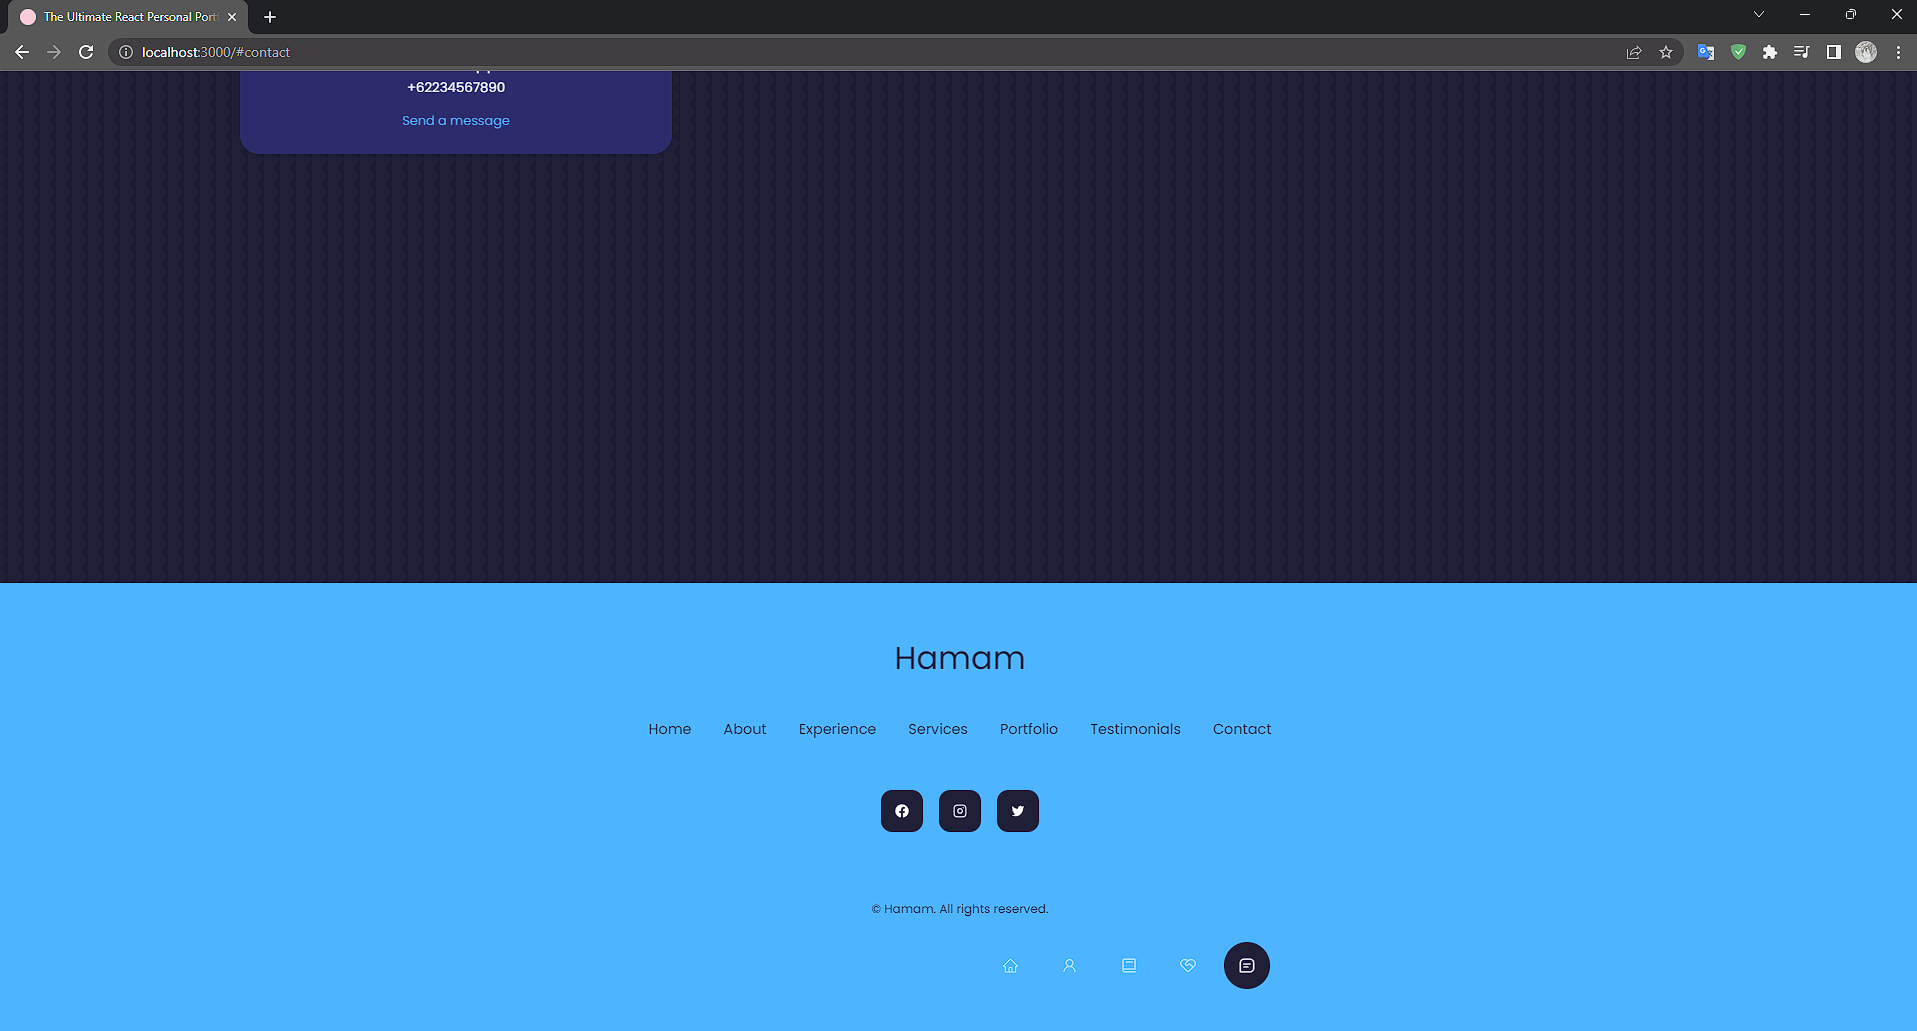 The Ultimate React Personal Port
localhost:3000/#contact
+62234567890
Send a message
Hamam
Home About Experience Services Portfolio Testimonials Contact
© Hamam. All rights reserved.